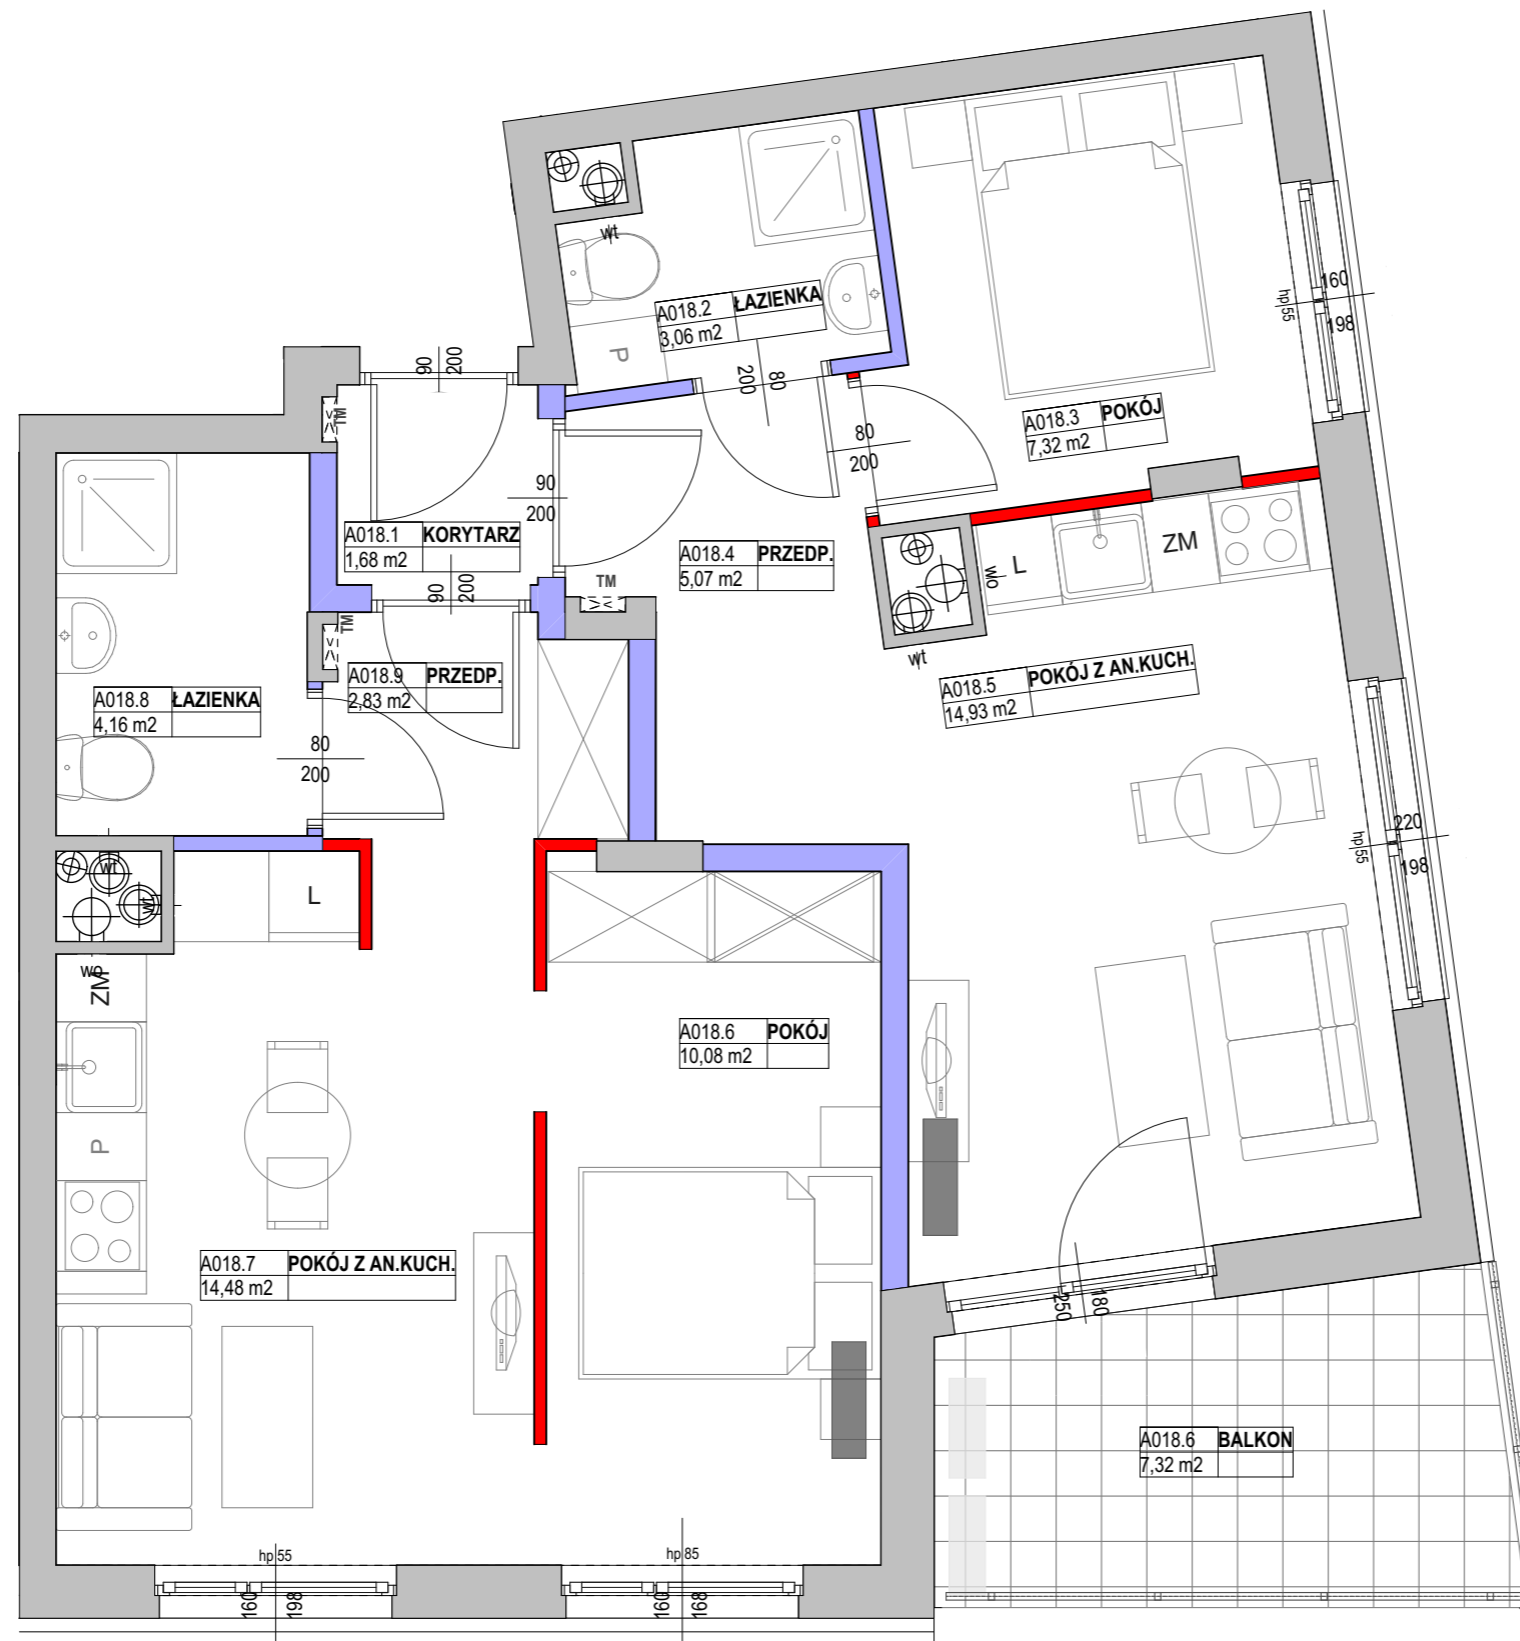 160
198
hp 55
wt
A018.2 ŁAZIENKA
3,06 m2
P
80
200
A018.3 POKÓJ
7,32 m2
90
200
TM
80
200
90
200
A018.1 KORYTARZ
1,68 m2
A018.4 PRZEDP.
5,07 m2
L
ZM
wo
wt
TM
90
200
TM
A018.9 PRZEDP.
2,83 m2
A018.5 POKÓJ Z AN.KUCH.
14,93 m2
A018.8 ŁAZIENKA
4,16 m2
80
200
220
198
hp 55
wt
wt
L
wo
ZM
A018.6 POKÓJ
10,08 m2
P
A018.7 POKÓJ Z AN.KUCH.
14,48 m2
250
180
A018.6 BALKON
7,32 m2
hp 55
160
198
hp 85
160
168